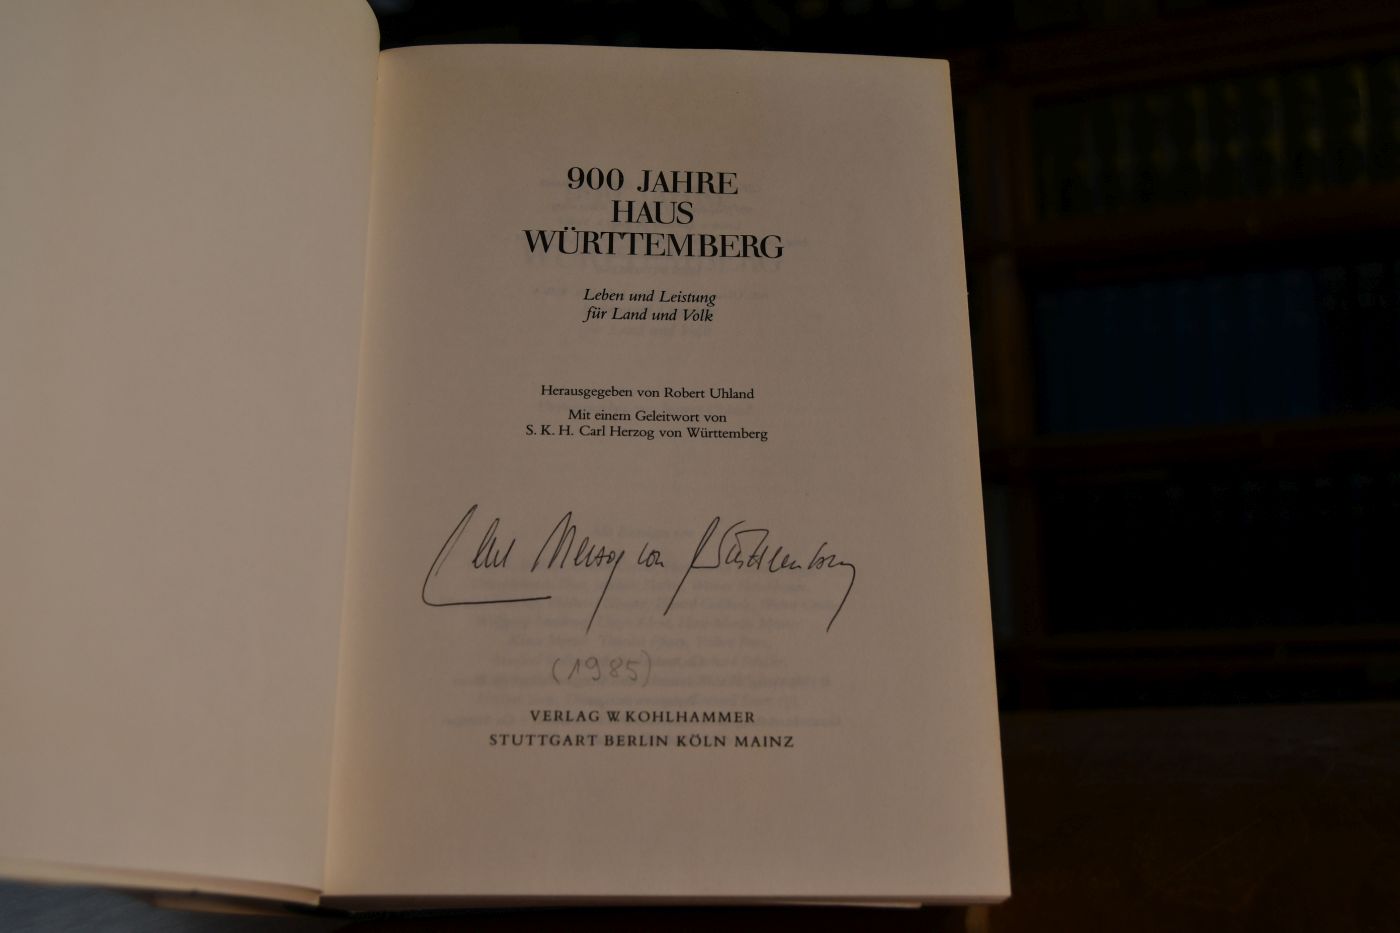 900 JAHRE
HAUS
WÜRTTEMBERG
Leben und Leistung
für Land und Volk
Herausgegeben von Robert Uhland
Mit einem Geleitwort von
S. K. H. Carl Herzog von Württemberg
Carl Herzog von Württemberg
(1985)
VERLAG W. KOHLHAMMER
STUTTGART BERLIN KÖLN MAINZ